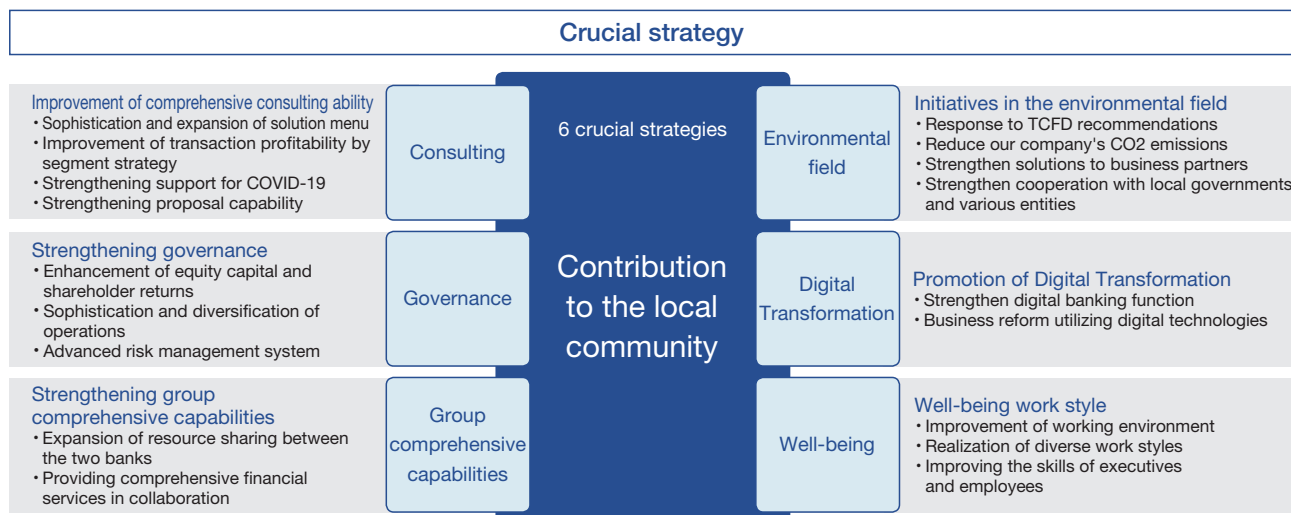 Crucial strategy
6 crucial strategies
Contribution
to the local
community
Improvement of comprehensive consulting ability
・Sophistication and expansion of solution menu
・Improvement of transaction profitability by
segment strategy
・Strengthening support for COVID-19
・Strengthening proposal capability
Consulting
Strengthening governance
・Enhancement of equity capital and
shareholder returns
・Sophistication and diversification of
operations
・Advanced risk management system
Governance
Strengthening group
comprehensive capabilities
・Expansion of resource sharing between
the two banks
・Providing comprehensive financial
services in collaboration
Group
comprehensive
capabilities
Environmental
field
Initiatives in the environmental field
・Response to TCFD recommendations
・Reduce our company's CO2 emissions
・Strengthen solutions to business partners
・Strengthen cooperation with local governments
and various entities
Digital
Transformation
Promotion of Digital Transformation
・Strengthen digital banking function
・Business reform utilizing digital technologies
Well-being
Well-being work style
・Improvement of working environment
・Realization of diverse work styles
・Improving the skills of executives
and employees